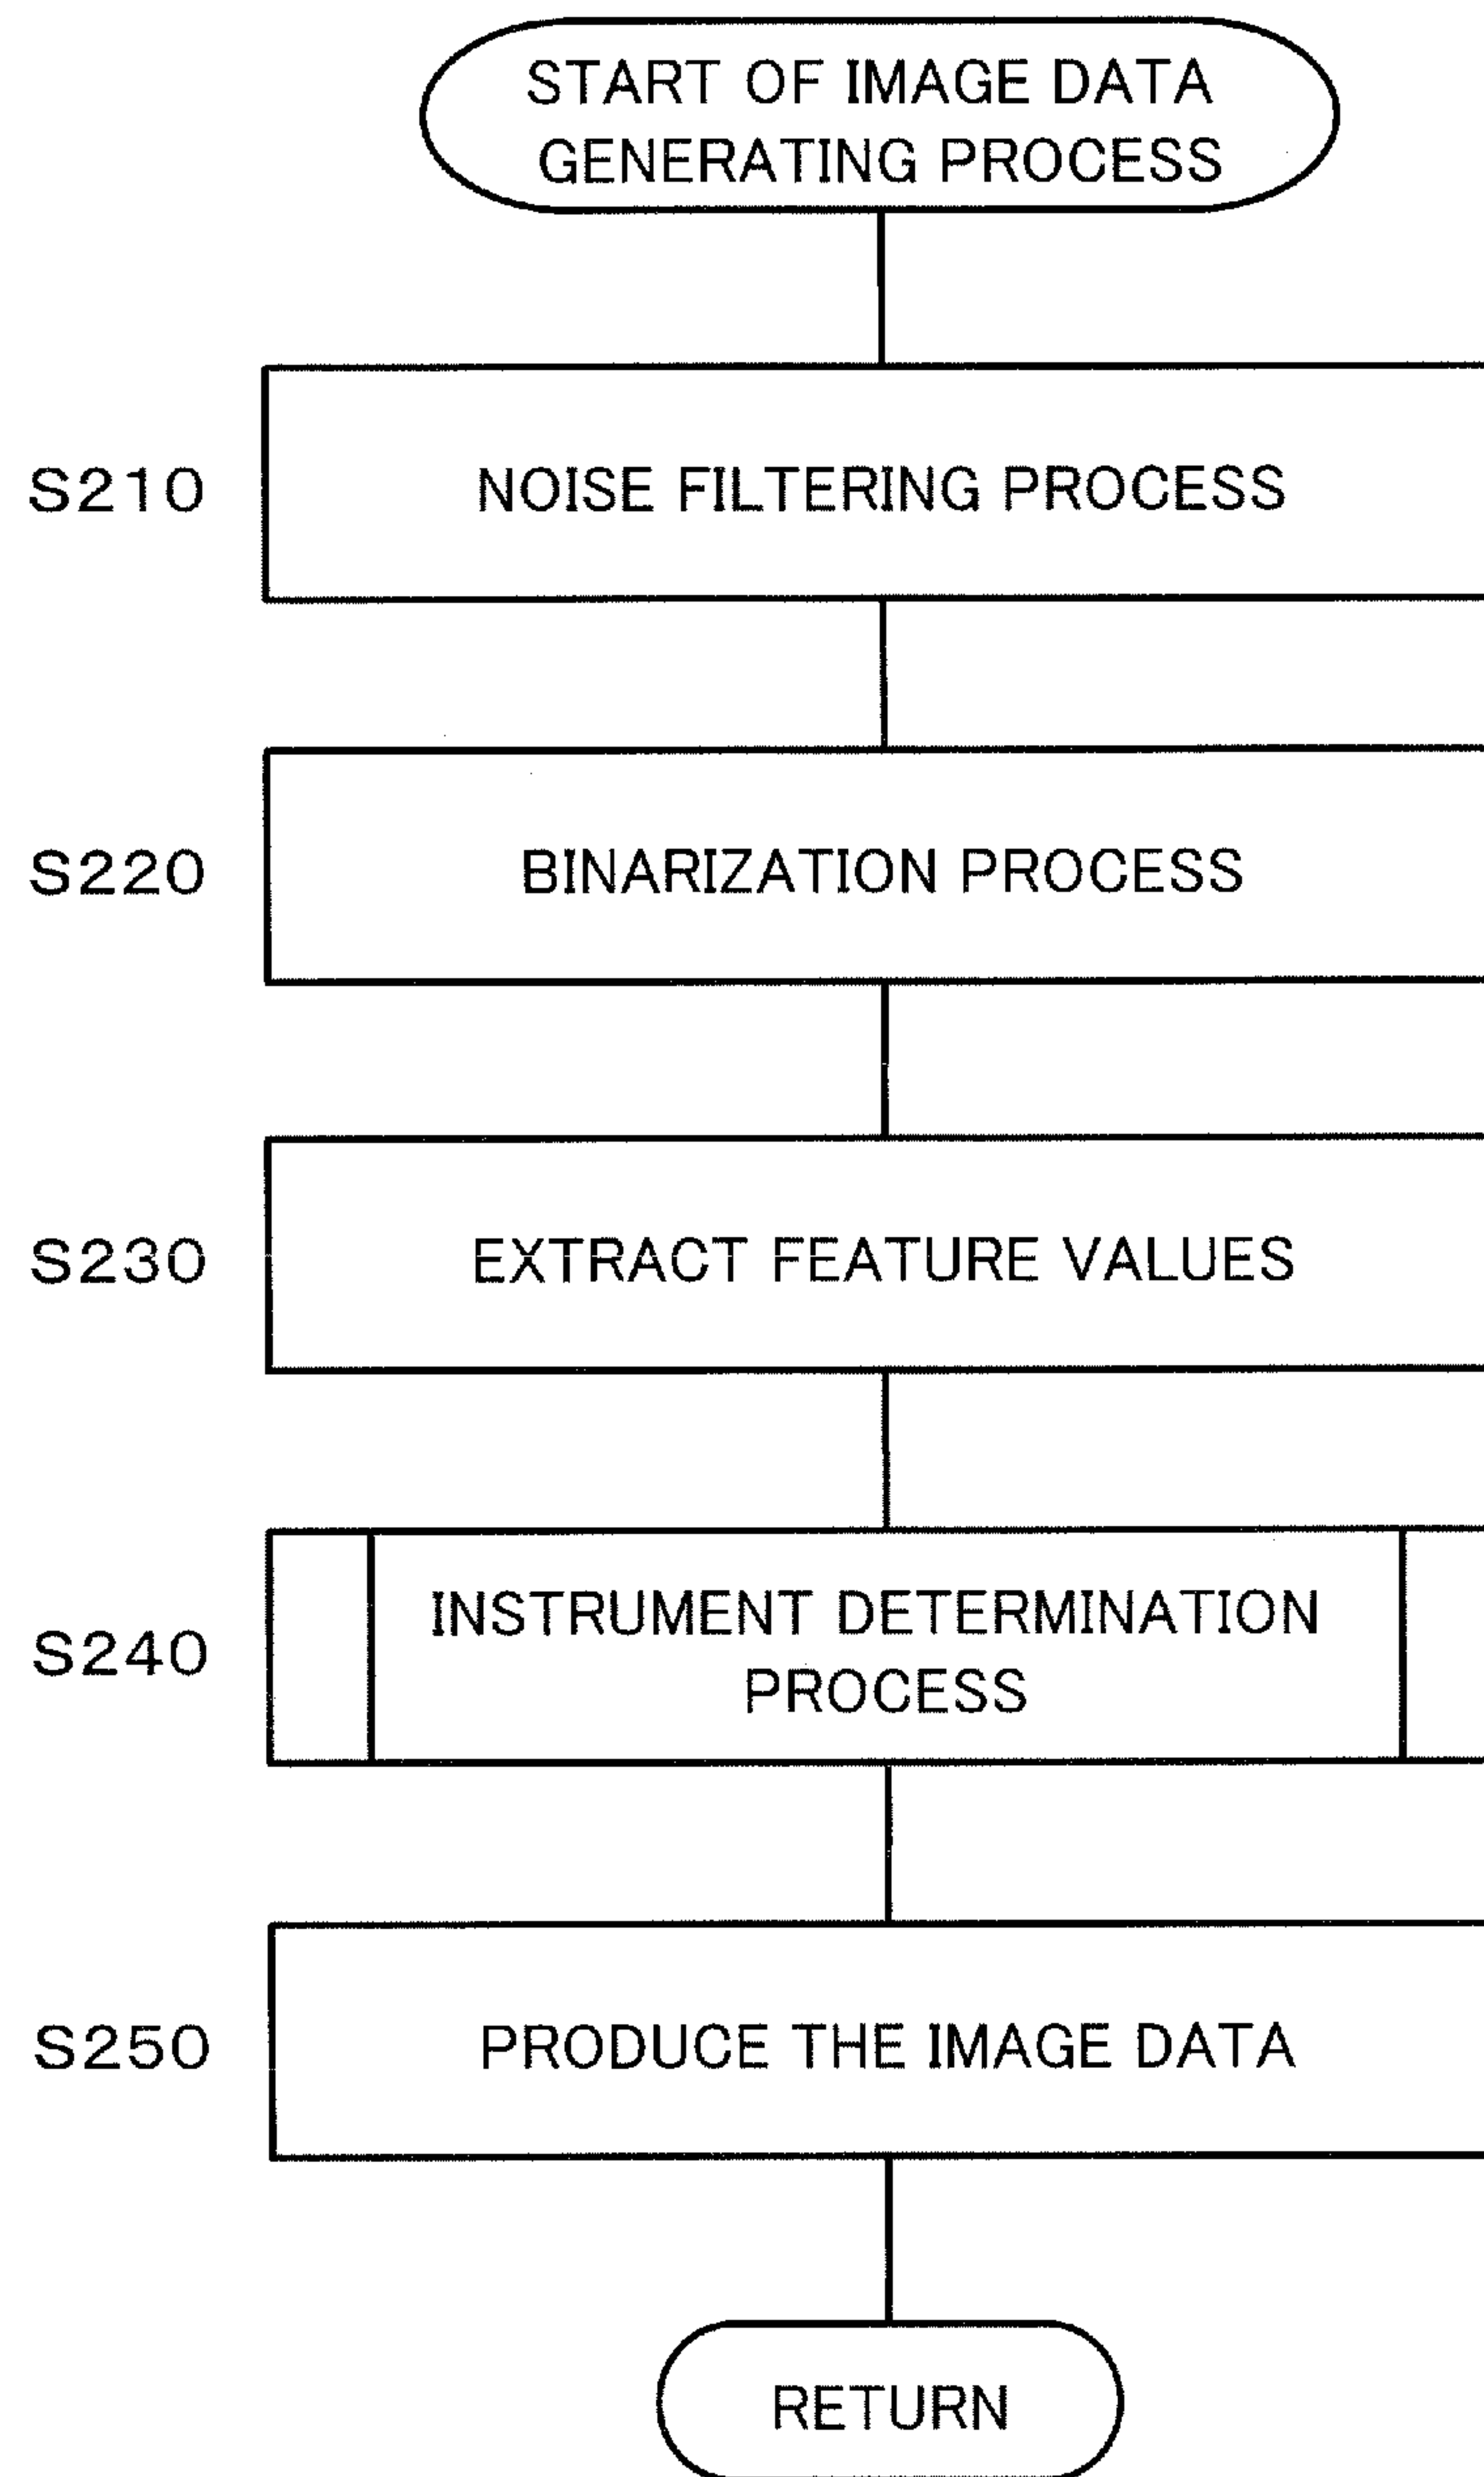 START OF IMAGE DATA
GENERATING PROCESS
S210
NOISE FILTERING PROCESS
S220
BINARIZATION PROCESS
S230
EXTRACT FEATURE VALUES
S240
INSTRUMENT DETERMINATION
PROCESS
S250
PRODUCE THE IMAGE DATA
RETURN